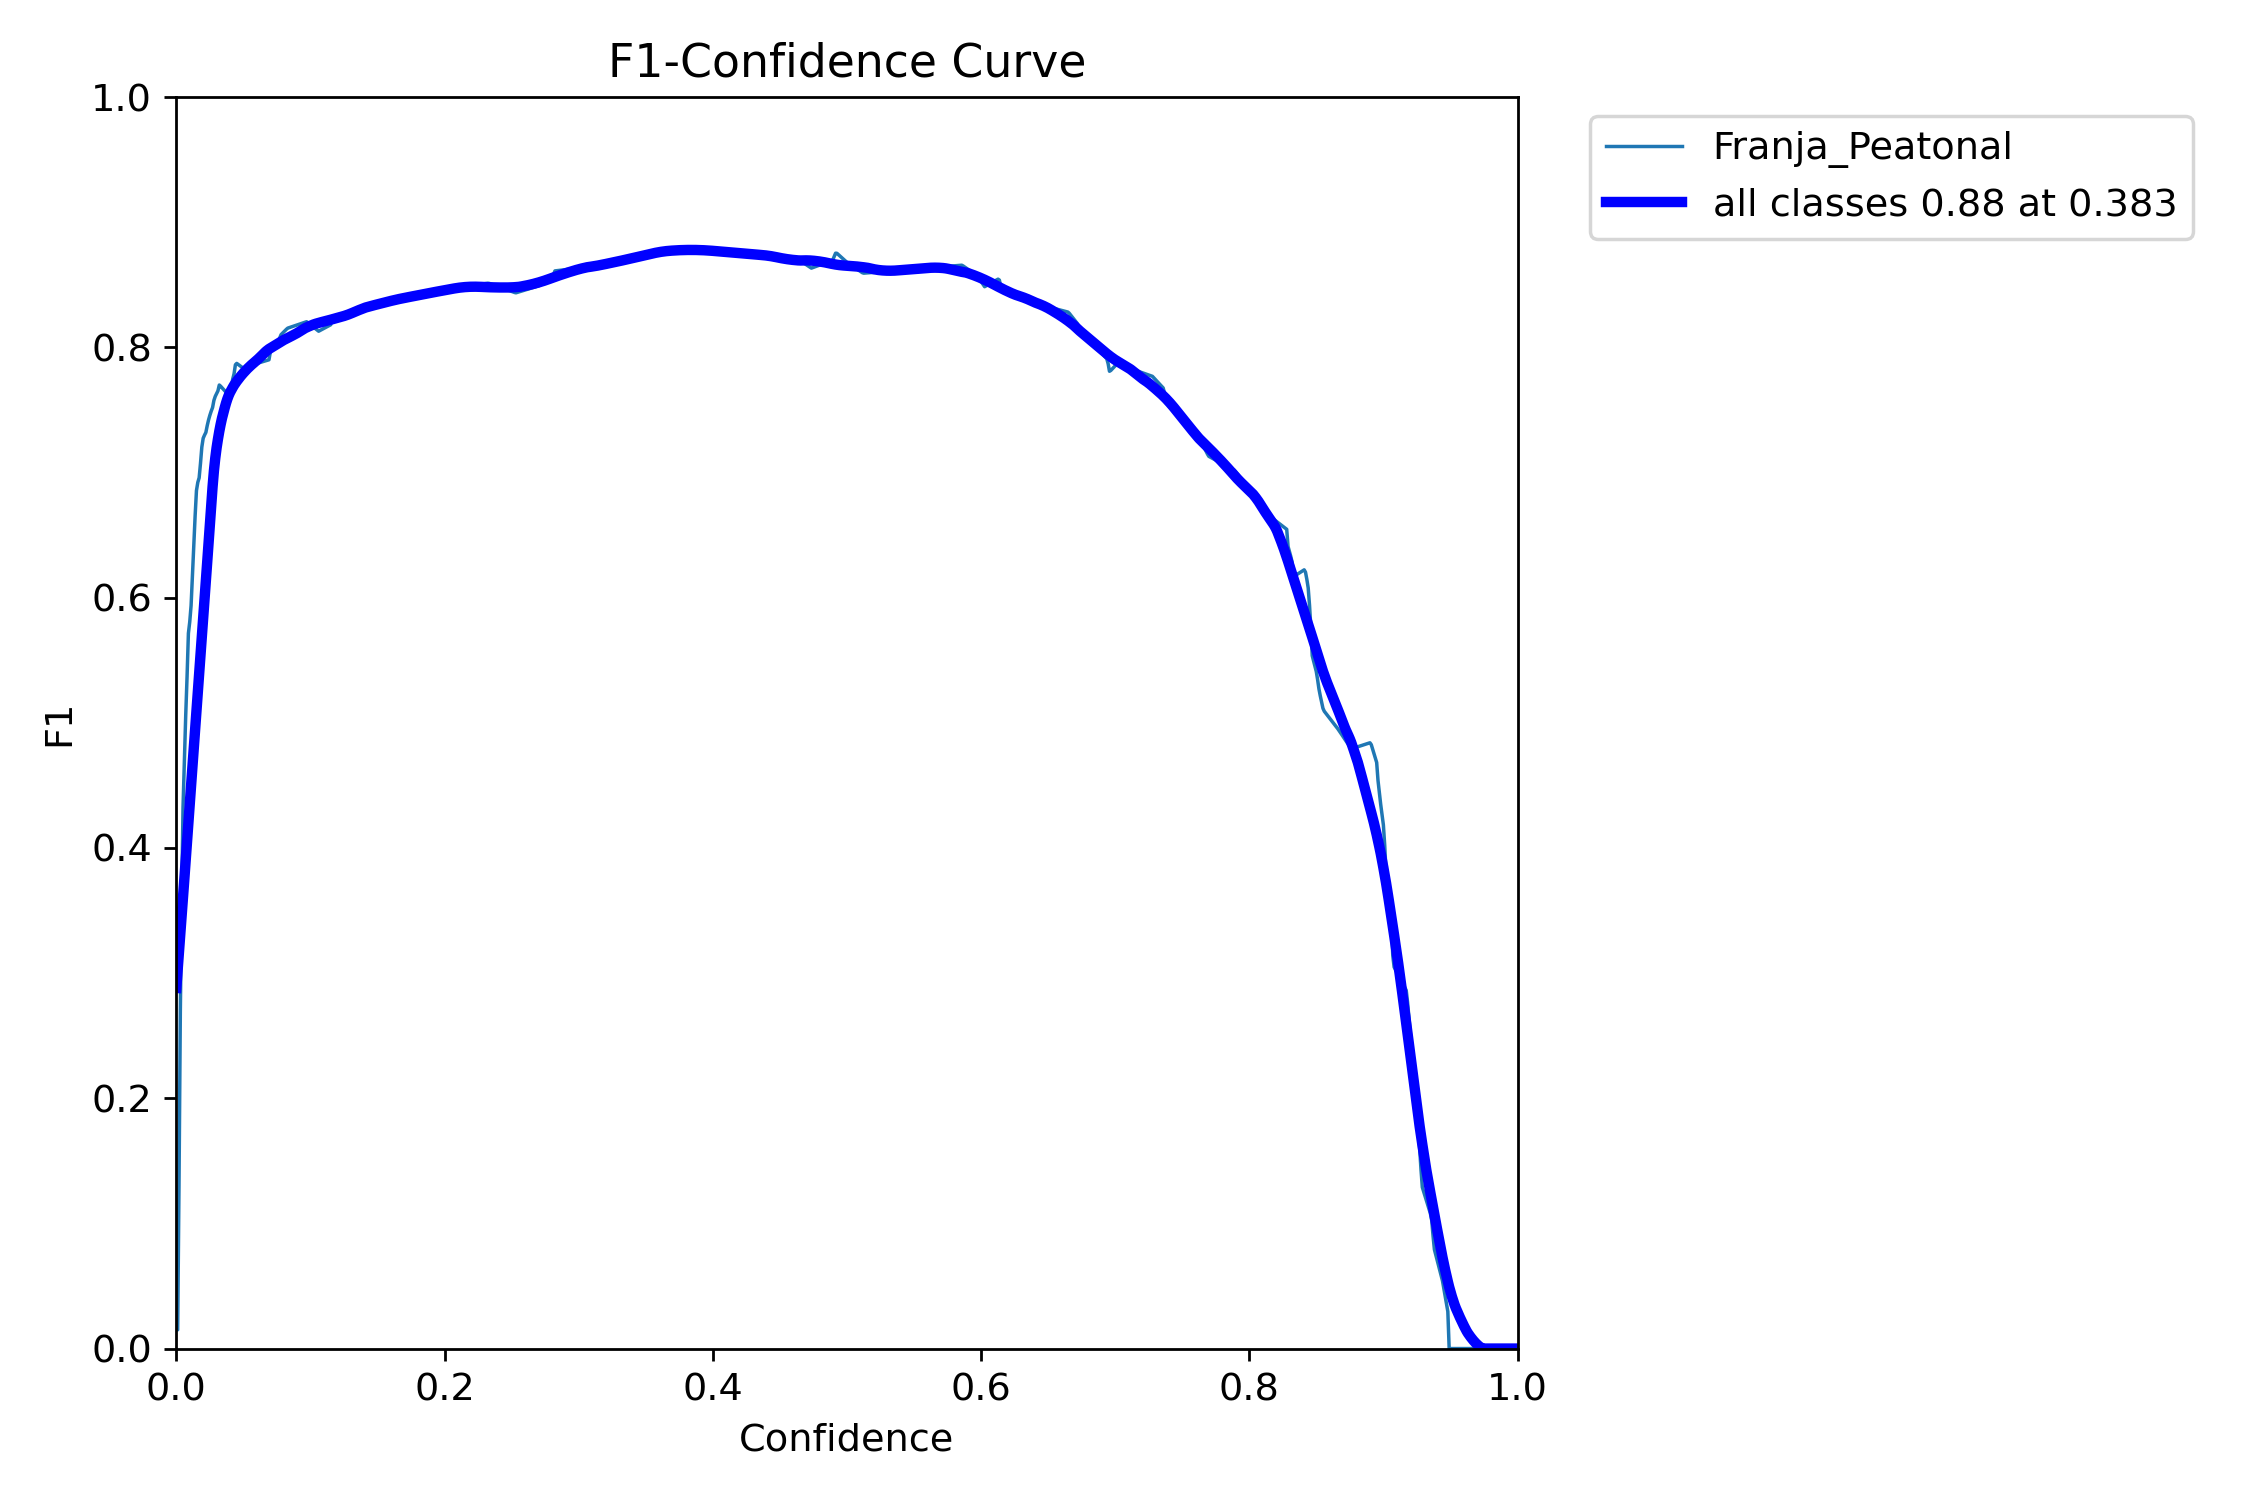 F1-Confidence Curve
1.0
0.8
0.6
0.4
0.2
0.0
F1
0.0 0.2 0.4 0.6 0.8 1.0
Confidence
Franja_Peatonal
all classes 0.88 at 0.383